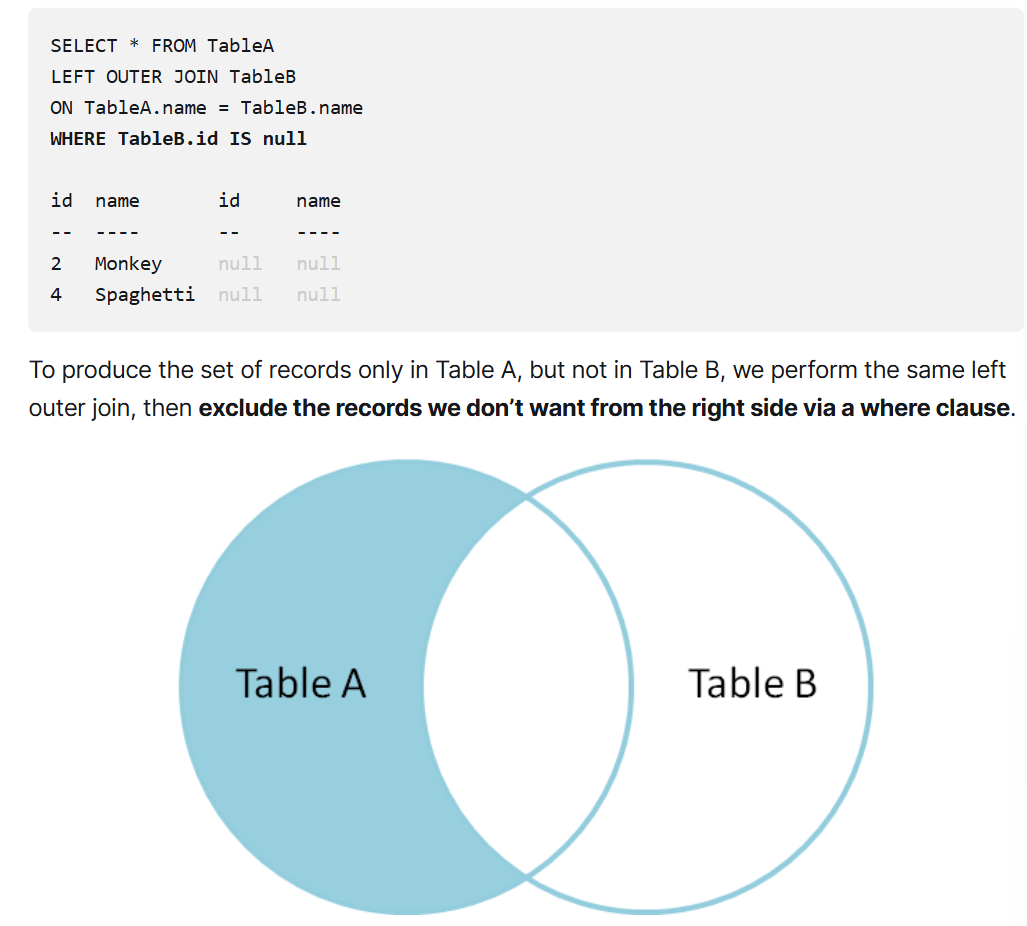 SELECT * FROM TableA
LEFT OUTER JOIN TableB
ON TableA.name = TableB.name
WHERE TableB.id IS null
id  name       id     name
--  ----       --     ----
2   Monkey     null   null
4   Spaghetti  null   null
To produce the set of records only in Table A, but not in Table B, we perform the same left
outer join, then exclude the records we don’t want from the right side via a where clause.
Table A
Table B